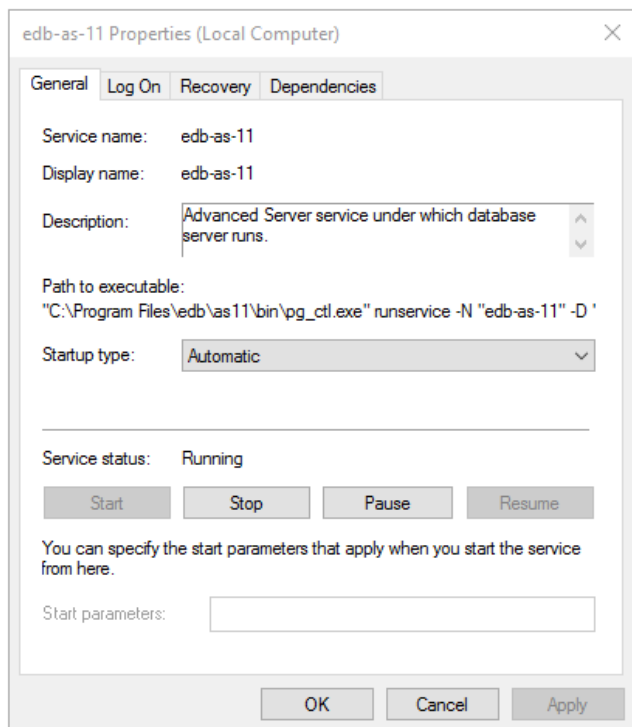 edb-as-11 Properties (Local Computer)
General Log On Recovery Dependencies
Service name: edb-as-11
Display name: edb-as-11
Description: Advanced Server service under which database
server runs.
Path to executable:
"C:\Program Files\edb\as11\bin\pg_ctl.exe" runservice -N "edb-as-11" -D '
Startup type: Automatic
Service status: Running
Start Stop Pause Resume
You can specify the start parameters that apply when you start the service
from here.
Start parameters:
OK Cancel Apply